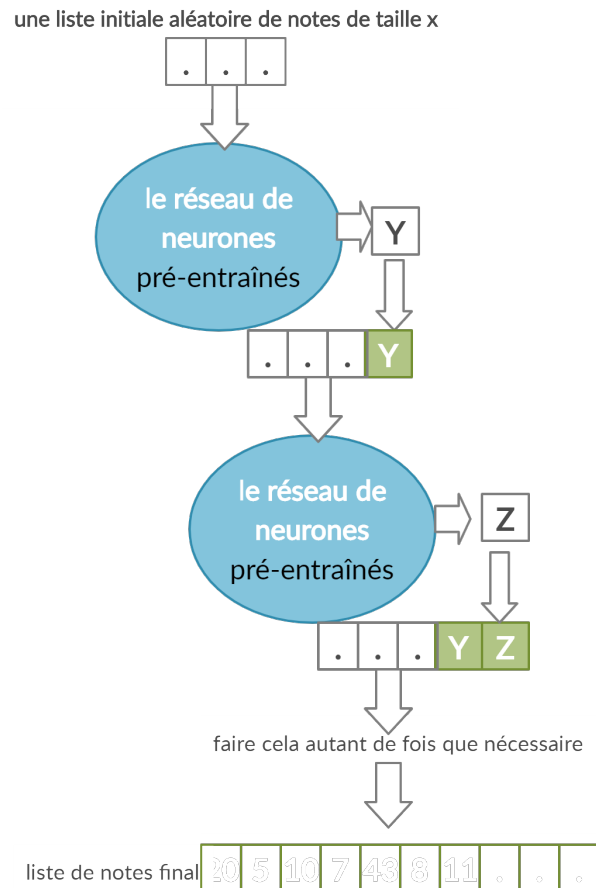 une liste initiale aléatoire de notes de taille x
. . .
le réseau de
neurones
pré-entraînés
Y
. . . Y
le réseau de
neurones
pré-entraînés
Z
. . . Y Z
faire cela autant de fois que nécessaire
liste de notes final 20 5 10 7 43 8 11 . . .